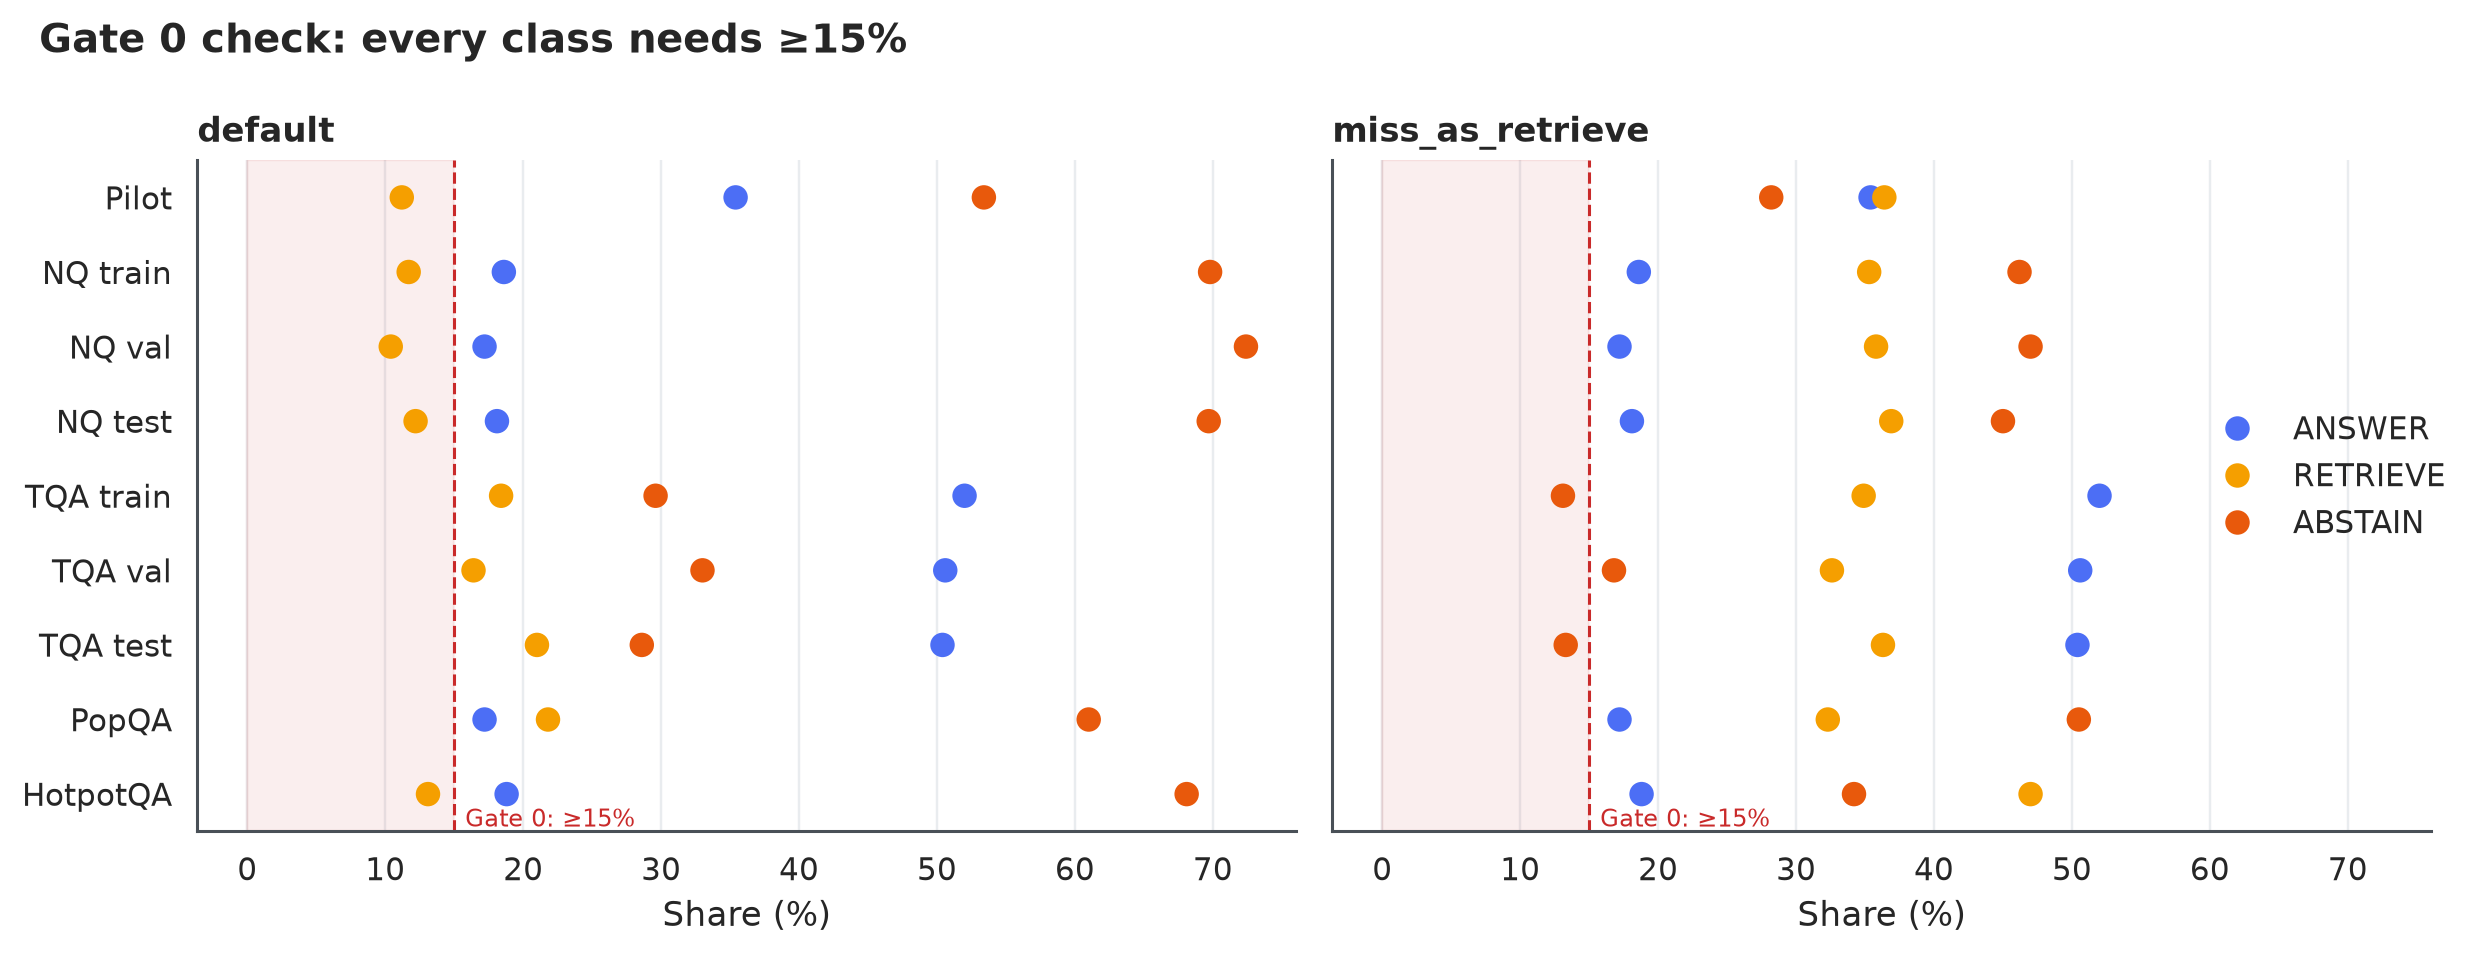 Gate 0 check: every class needs ≥15%
default
miss_as_retrieve
Pilot
NQ train
NQ val
NQ test
TQA train
TQA val
TQA test
PopQA
HotpotQA
Gate 0: ≥15%
Gate 0: ≥15%
ANSWER
RETRIEVE
ABSTAIN
0 10 20 30 40 50 60 70
0 10 20 30 40 50 60 70
Share (%)
Share (%)